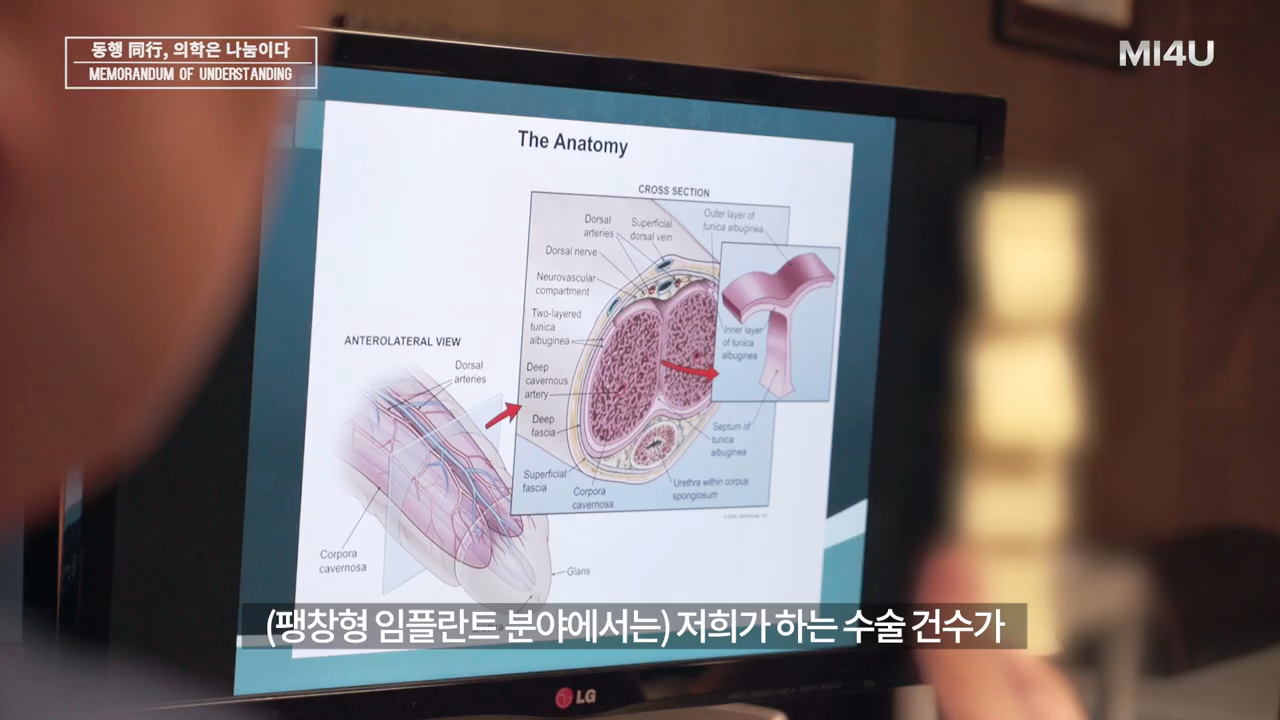 동행 同行, 의학은 나눔이다
MEMORANDUM OF UNDERSTANDING
MI4U
The Anatomy
CROSS SECTION
Dorsal
arteries
Superficial
dorsal vein
Outer layer of
tunica albuginea
Dorsal nerve
Neurovascular
compartment
Two-layered
tunica
albuginea
Inner layer
of tunica
albuginea
ANTEROLATERAL VIEW
Dorsal
arteries
Deep
cavernous
artery
Deep
fascia
Septum of
tunica
albuginea
Superficial
fascia
Corpora
cavernosa
Urethra within corpus
spongiosum
Corpora
cavernosa
Glans
(팽창형 임플란트 분야에서는) 저희가 하는 수술 건수가
LG